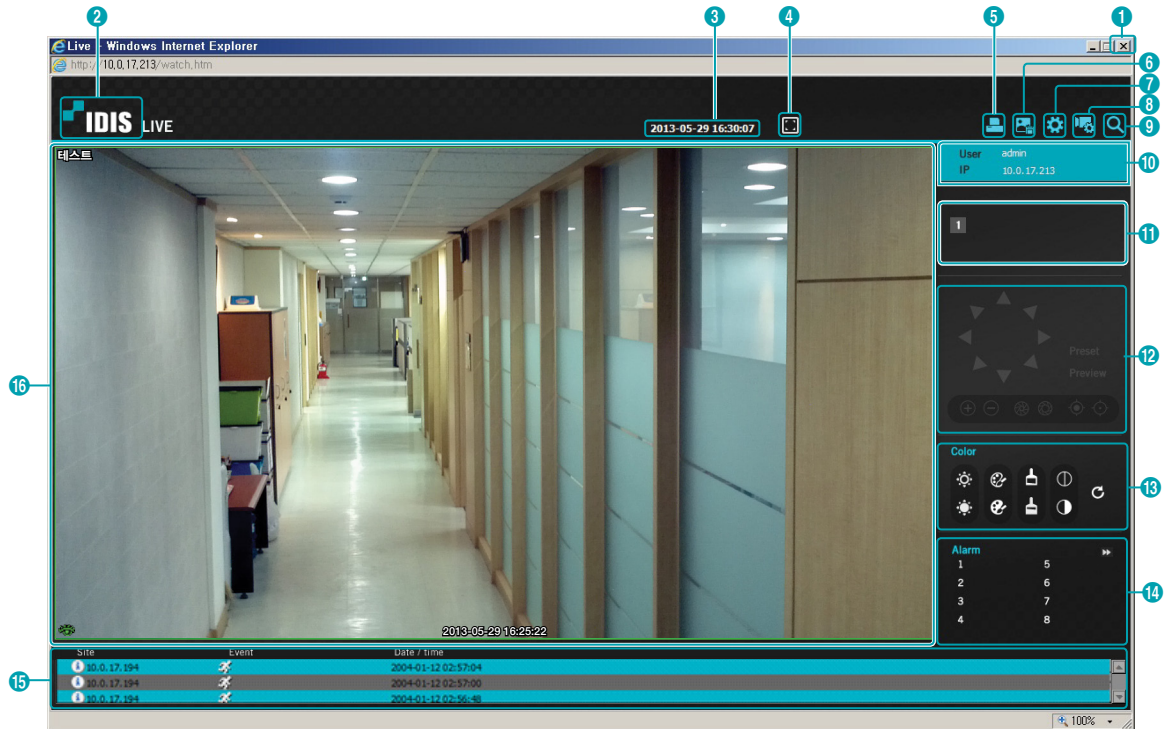 2
3
4
5
1
Live - Windows Internet Explorer
http://10,0,17,213/watch,htm
6
7
8
9
IDIS LIVE
2013-05-29 16:30:07
테스트
User admin
IP 10.0.17.213
10
1
11
Preset
Preview
12
16
Color
13
Alarm
1 5
2 6
3 7
4 8
14
2013-05-29 16:25:22
Site Event Date / time
10.0.17.194 2004-01-12 02:57:04
10.0.17.194 2004-01-12 02:57:00
10.0.17.194 2004-01-12 02:56:48
15
100%